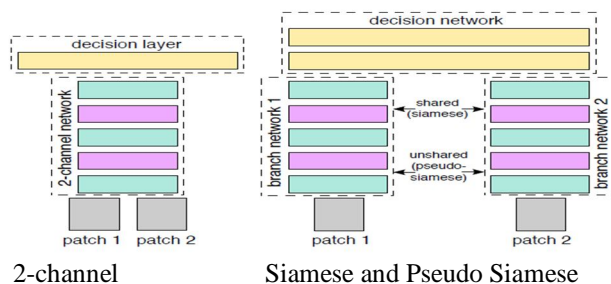 decision layer
2-channel network
patch 1 patch 2
2-channel
decision network
branch network 1
shared
(siamese)
unshared
(pseudo-
siamese)
branch network 2
patch 1
patch 2
Siamese and Pseudo Siamese